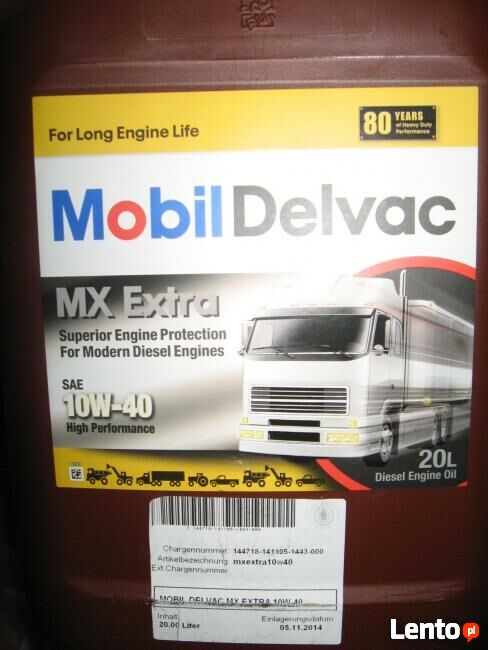 For Long Engine Life
80 YEARS
of Heavy Duty
Performance
Mobil Delvac
MX Extra
Superior Engine Protection
For Modern Diesel Engines
SAE
10W-40
High Performance
20L
Diesel Engine Oil
Chargennummer: 144718-141105-1443-000
Artikelbezeichnung: mxextra10w40
Ext.Chargennummer:
MOBIL DELVAC MX EXTRA 10W-40
Inhalt
20,00 Liter
Einlagerungsdatum
05.11.2014
Lento.pl